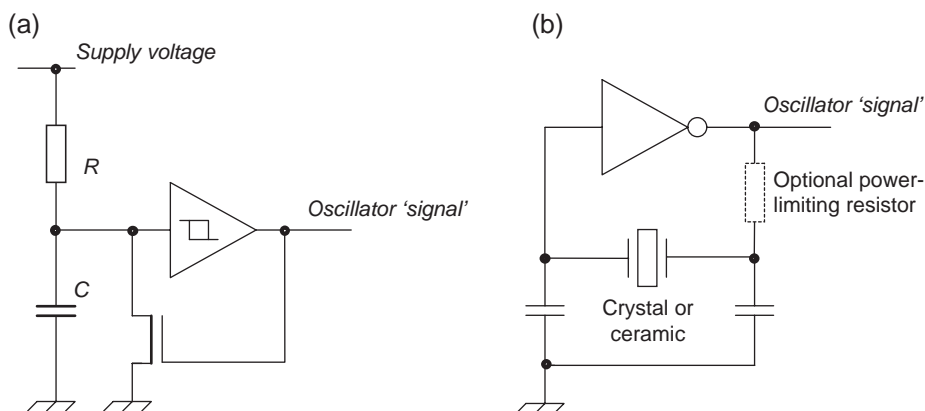 (a)
Supply voltage
R
Oscillator 'signal'
C
(b)
Oscillator 'signal'
Optional power-
limiting resistor
Crystal or
ceramic